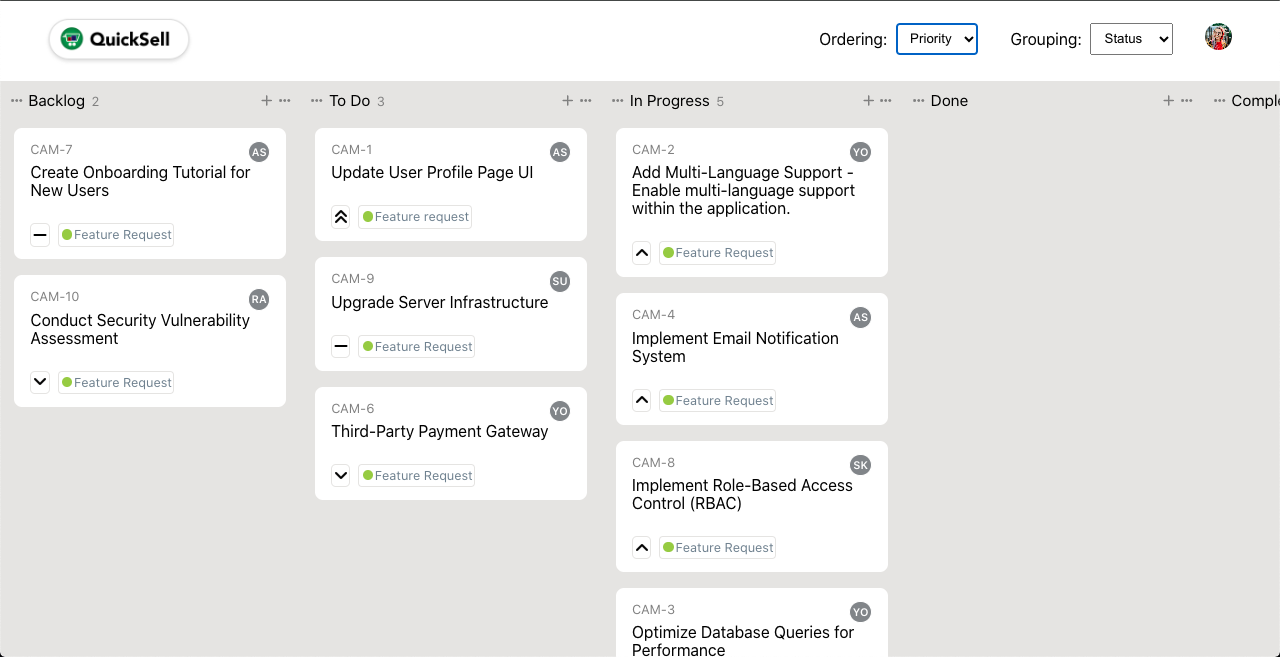 QuickSell
Ordering: Priority Grouping: Status
Backlog 2
CAM-7
AS
Create Onboarding Tutorial for
New Users
Feature Request
CAM-10
RA
Conduct Security Vulnerability
Assessment
Feature Request
To Do 3
CAM-1
AS
Update User Profile Page UI
Feature request
CAM-9
SU
Upgrade Server Infrastructure
Feature Request
CAM-6
YO
Third-Party Payment Gateway
Feature Request
In Progress 5
CAM-2
YO
Add Multi-Language Support -
Enable multi-language support
within the application.
Feature Request
CAM-4
AS
Implement Email Notification
System
Feature Request
CAM-8
SK
Implement Role-Based Access
Control (RBAC)
Feature Request
CAM-3
YO
Optimize Database Queries for
Performance
Done